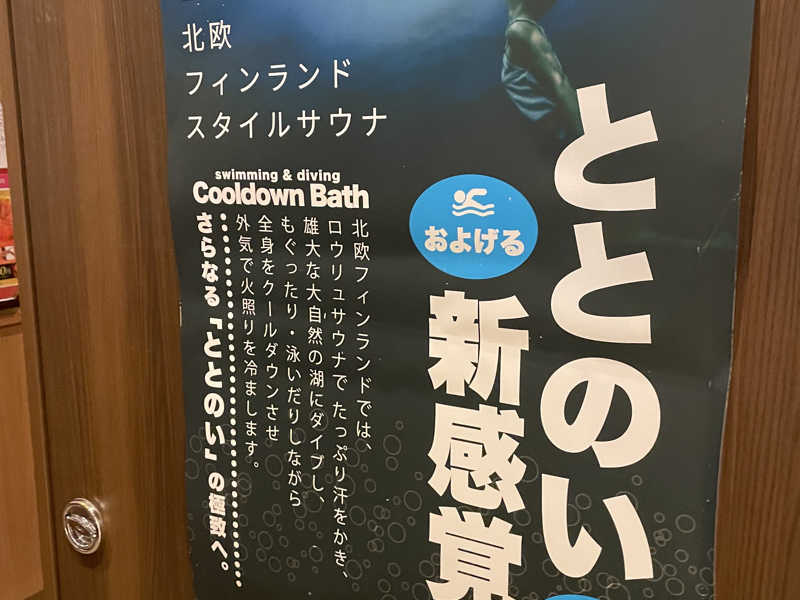 北欧
フィンランド
スタイルサウナ
ととのい
およげる
新感覚
swimming & diving
Cooldown Bath
北欧フィンランドでは、
ロウリュサウナで たっぷり汗をかき、
雄大な大自然の湖にダイブし、
もぐったり・泳いだりしながら
全身をクールダウンさせ
外気で火照りを冷まします。
さらなる「ととのい」の極致へ。